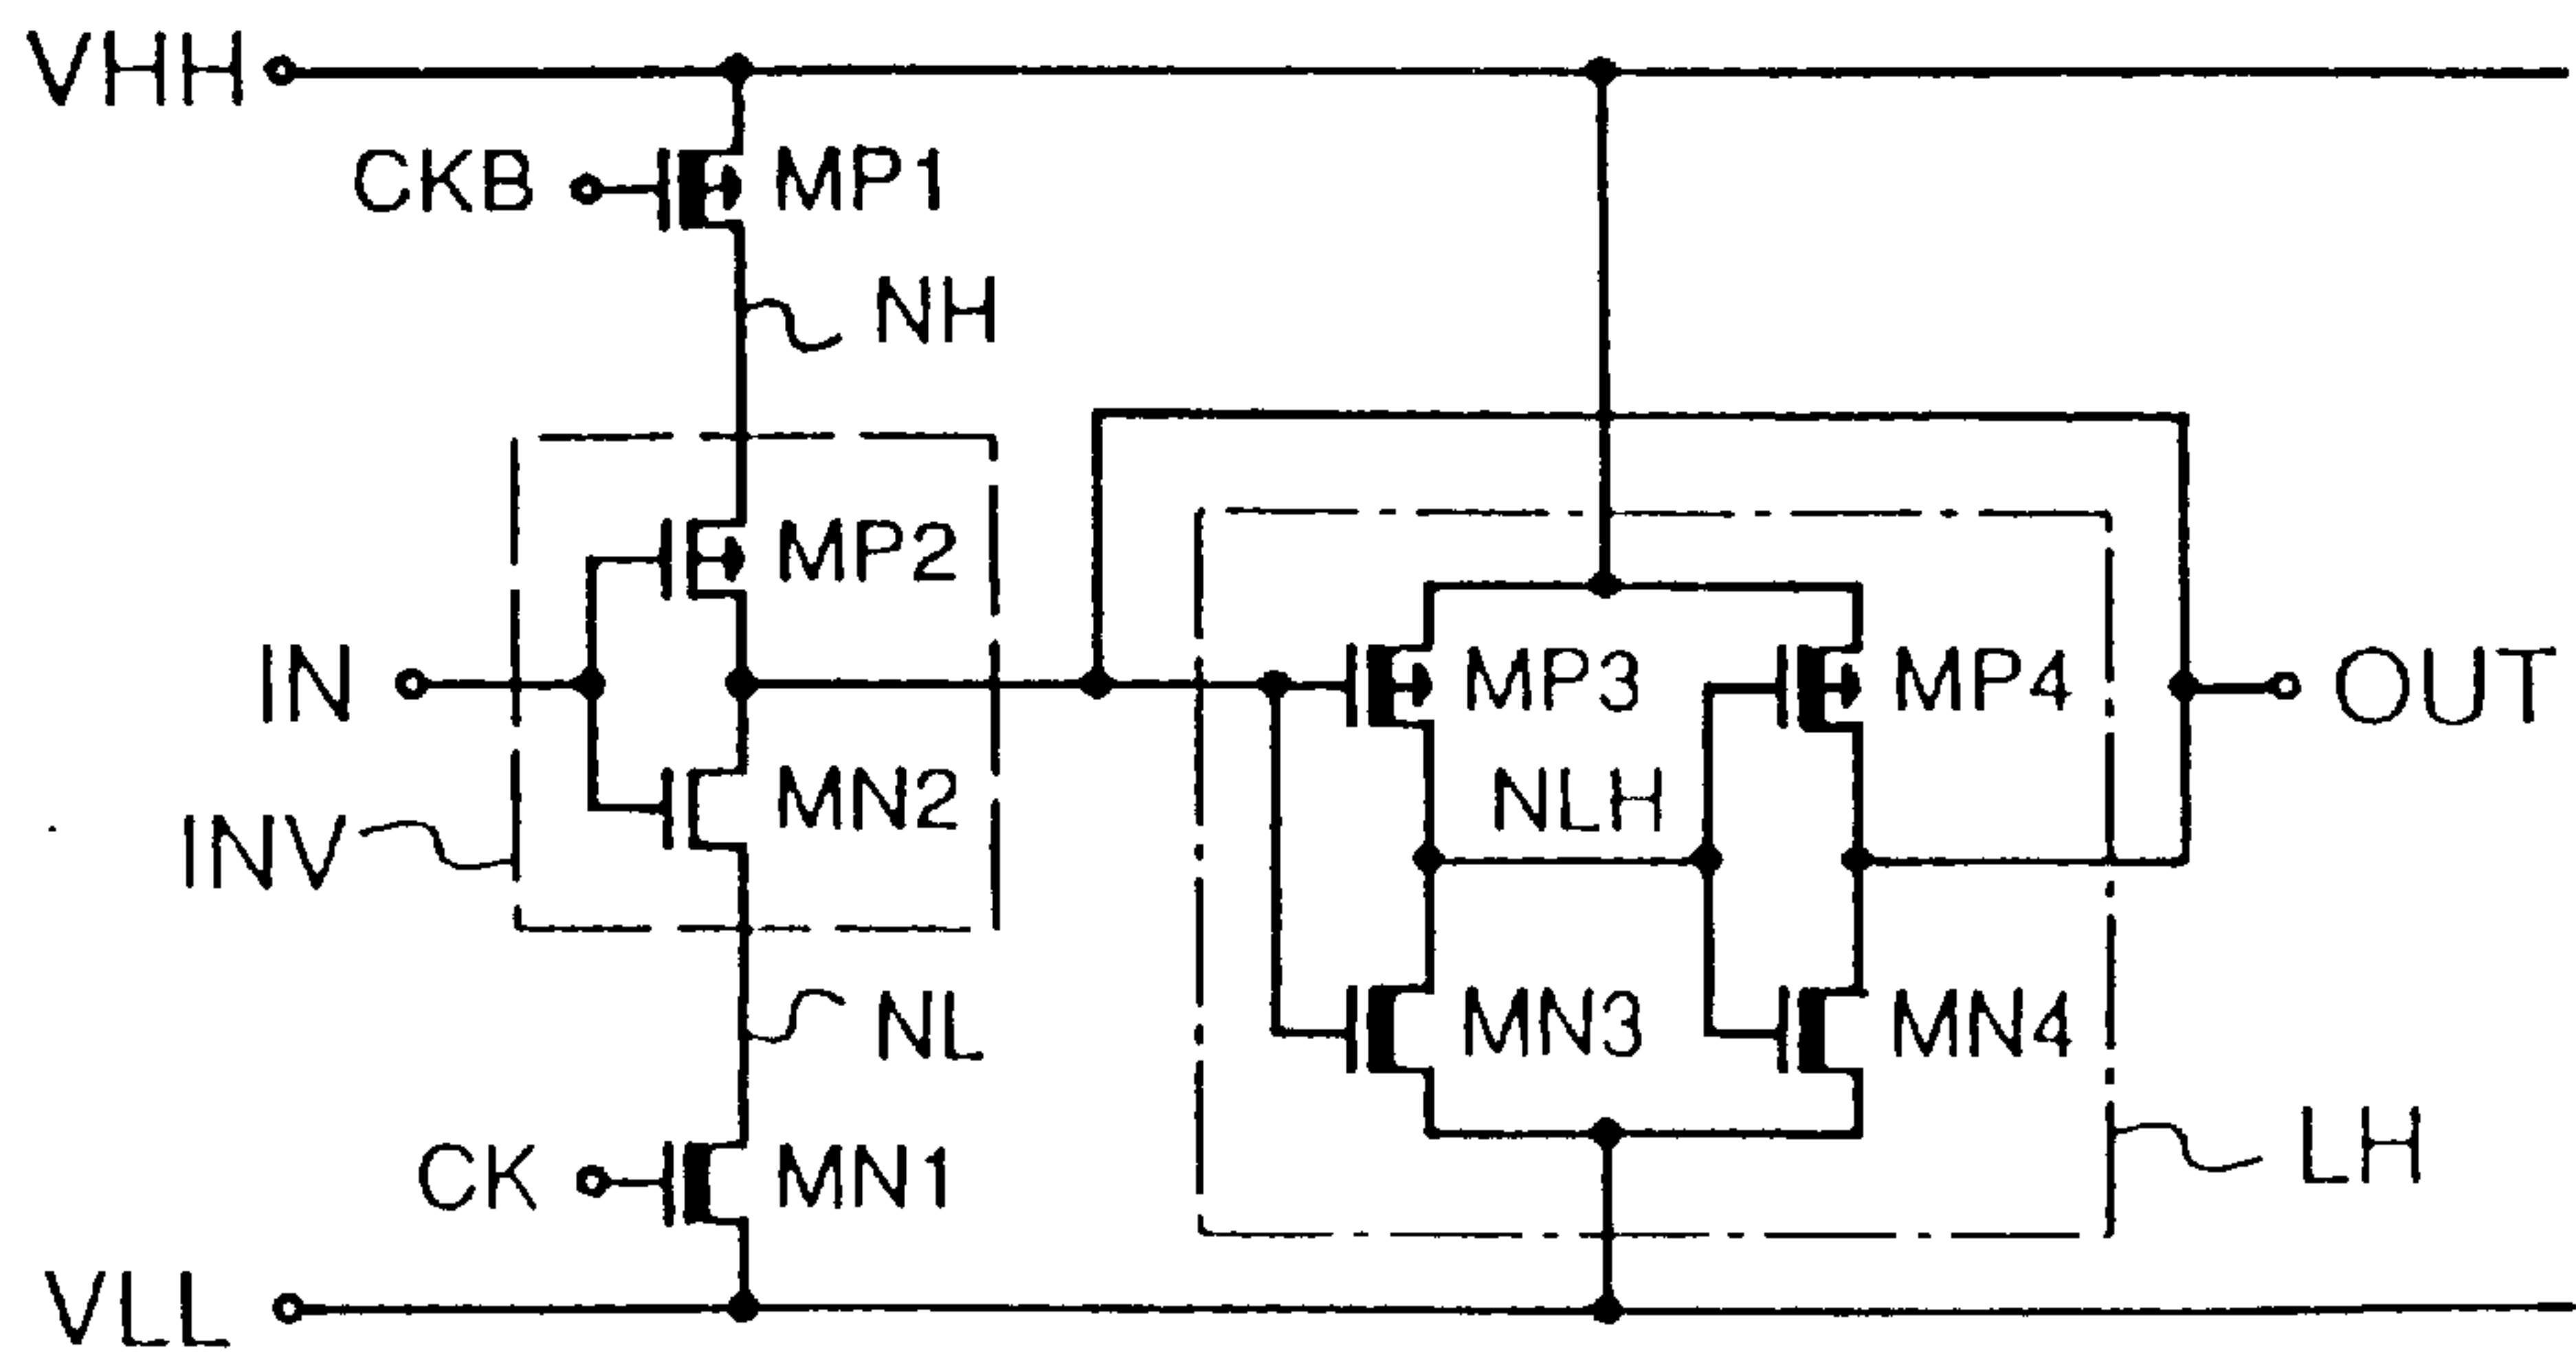 VHH
CKB
MP1
NH
MP2
IN
MP3
MP4
OUT
NLH
MN2
INV
NL
MN3
MN4
LH
CK
MN1
VLL